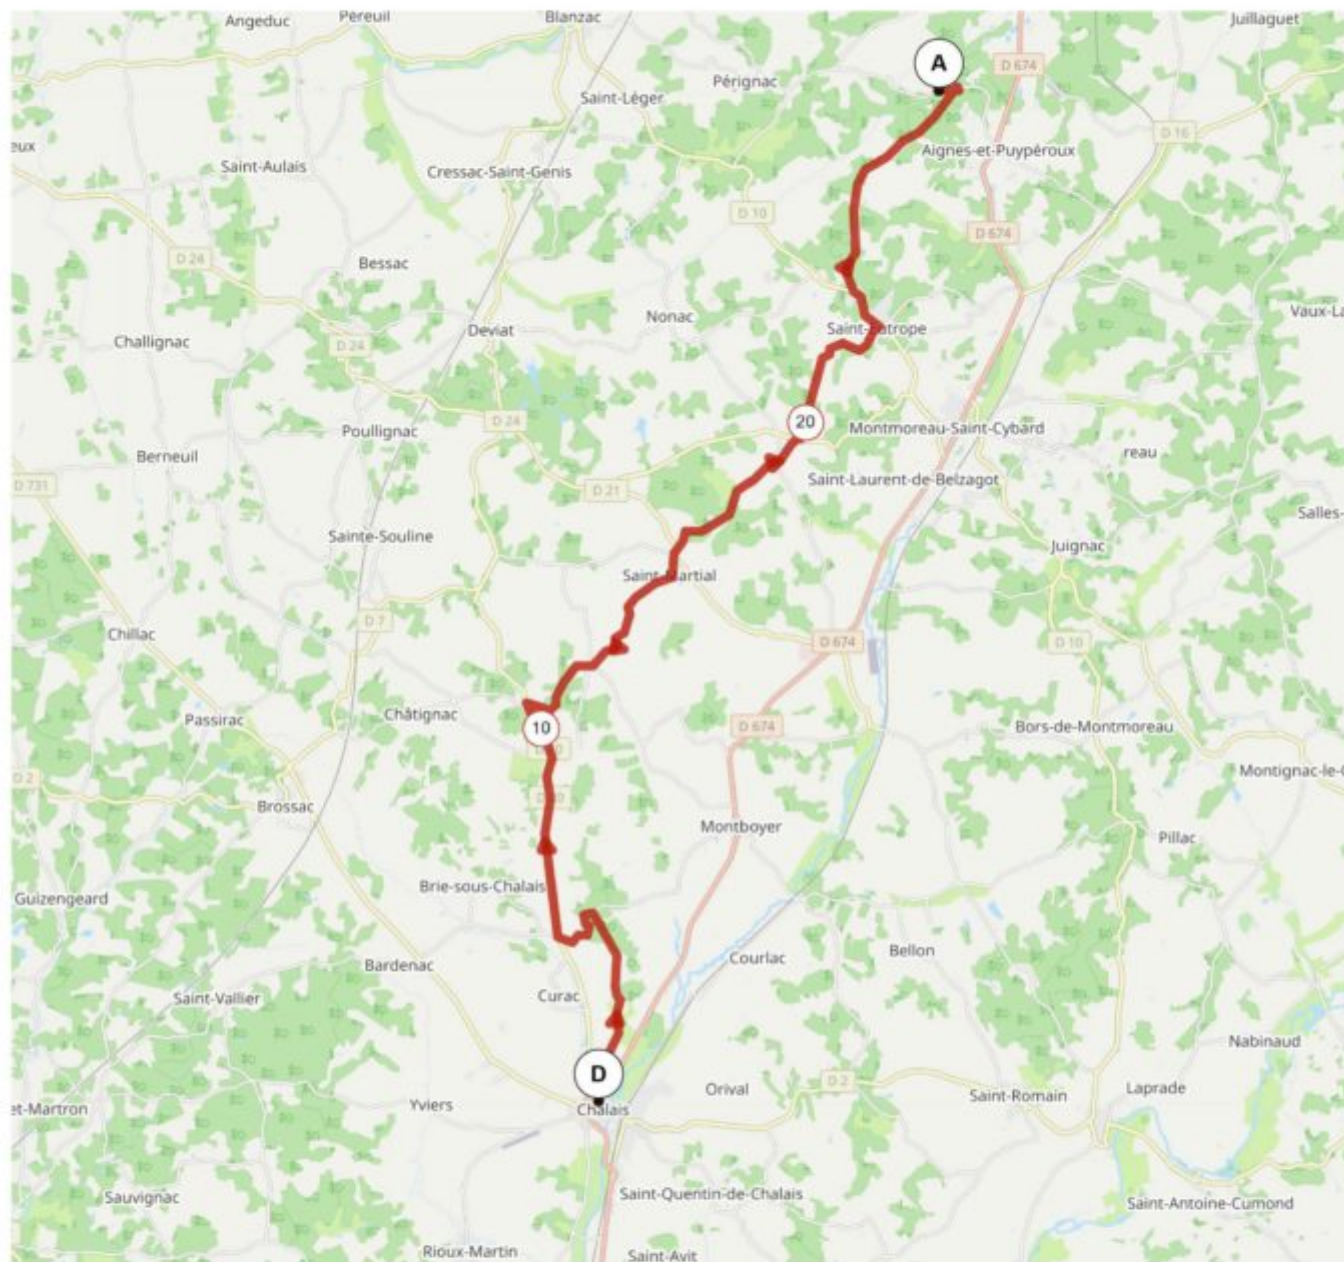 Angeduc
Péreuil
Blanzac
Juillaguet
A
D 674
Pérignac
Saint-Léger
D 16
eux
Saint-Aulais
Cressac-Saint-Genis
Aignes-et-Puypéroux
D 10
D 674
D 24
Bessac
Nonac
Vaux-La
Deviat
Saint-Eutrope
Challignac
D 24
D 24
20
Poullignac
Montmoreau-Saint-Cybard
Berneuil
reau
D 731
D 21
Saint-Laurent-de-Belzagot
Salles-
Sainte-Souline
Juignac
Saint-Martial
D 7
Chillac
D 674
D 10
Châtignac
Passirac
10
D 674
Bors-de-Montmoreau
D 2
Montignac-le-
Brossac
Montboyer
Pillac
Brie-sous-Chalais
Guizengeard
Bellon
Courlac
Bardenac
Curac
Saint-Vallier
Nabinaud
D
Orival
D 2
Laprade
Saint-Romain
et-Martron
Yviers
Chalais
Sauvignac
Saint-Quentin-de-Chalais
Saint-Antoine-Cumond
Rioux-Martin
Saint-Avit